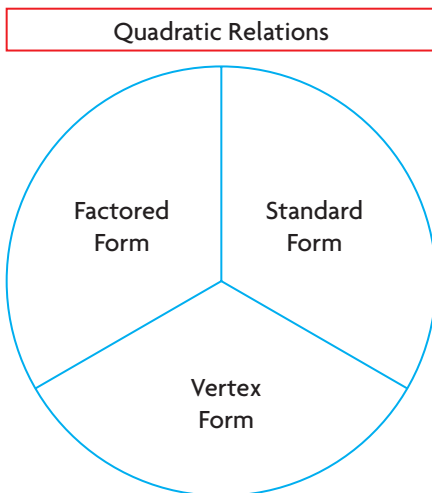 Quadratic Relations
Factored
Form
Standard
Form
Vertex
Form